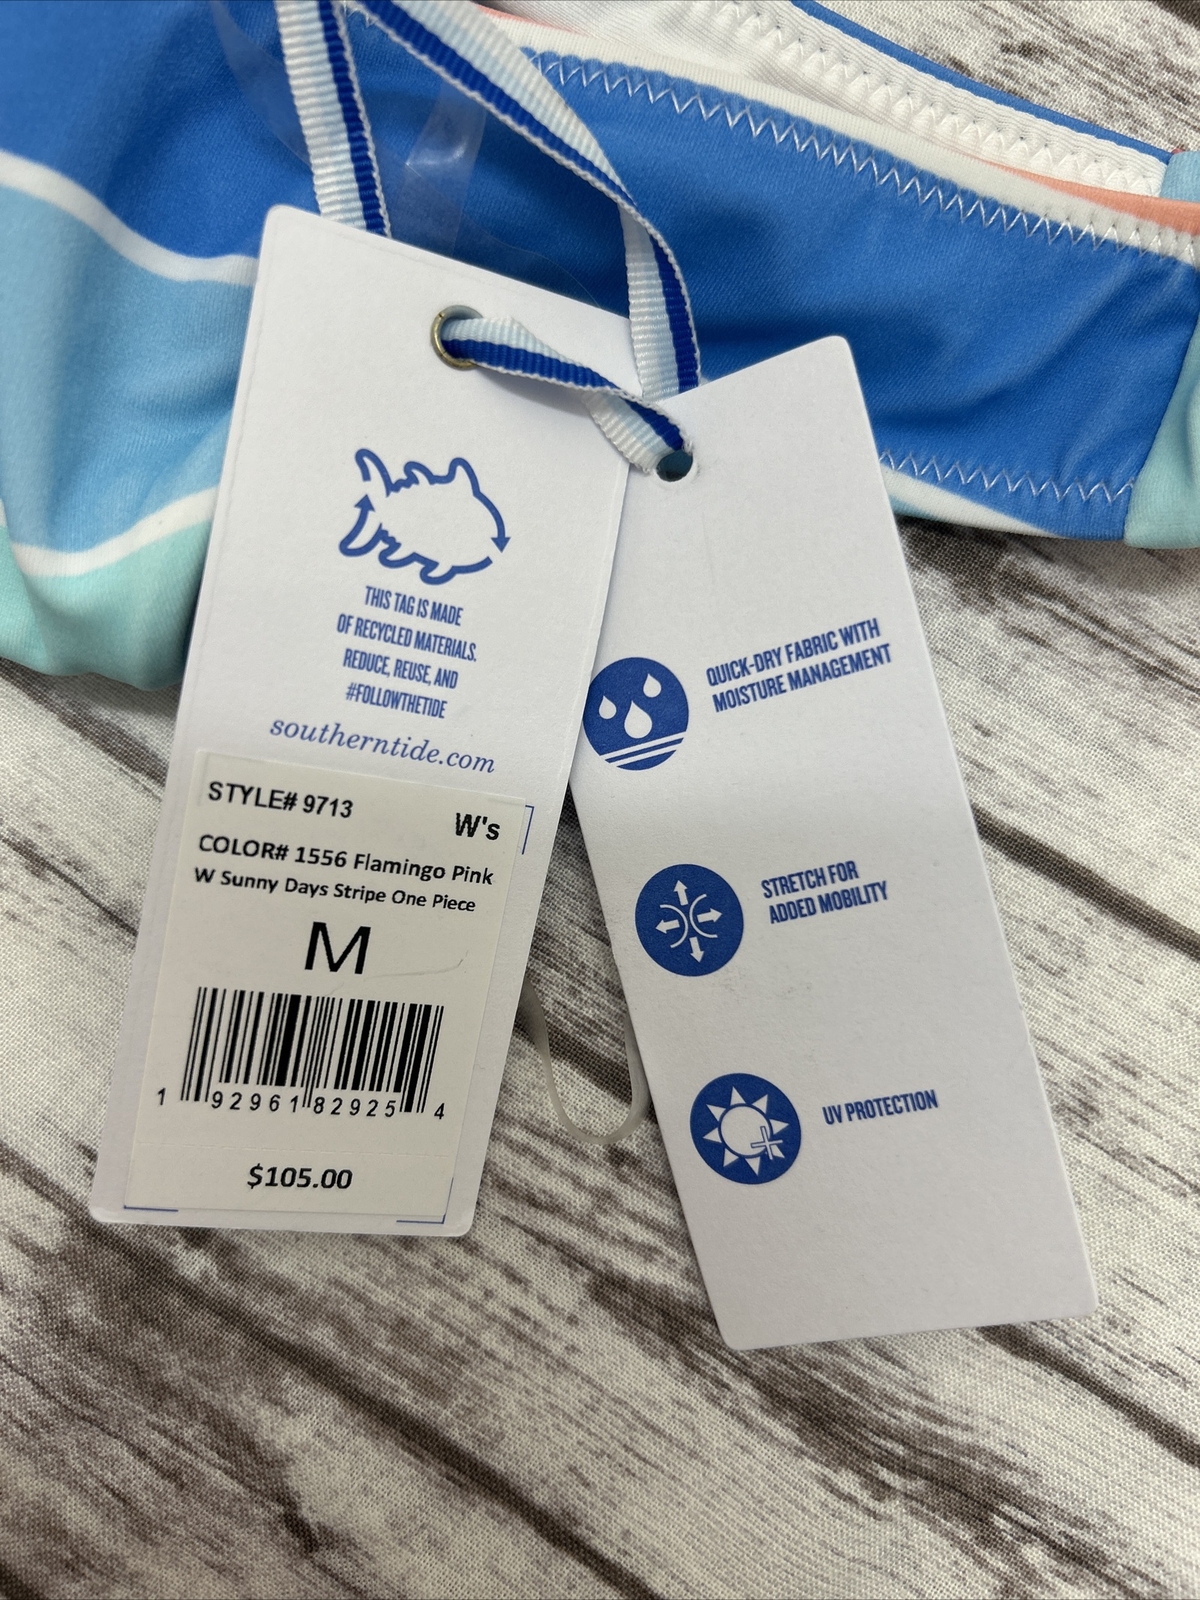 THIS TAG IS MADE
OF RECYCLED MATERIALS.
REDUCE, REUSE, AND
#FOLLOWTHETIDE
southerntide.com
STYLE# 9713
W's
COLOR# 1556 Flamingo Pink
W Sunny Days Stripe One Piece
M
1 92961 82925 4
$105.00
QUICK-DRY FABRIC WITH
MOISTURE MANAGEMENT
STRETCH FOR
ADDED MOBILITY
UV PROTECTION